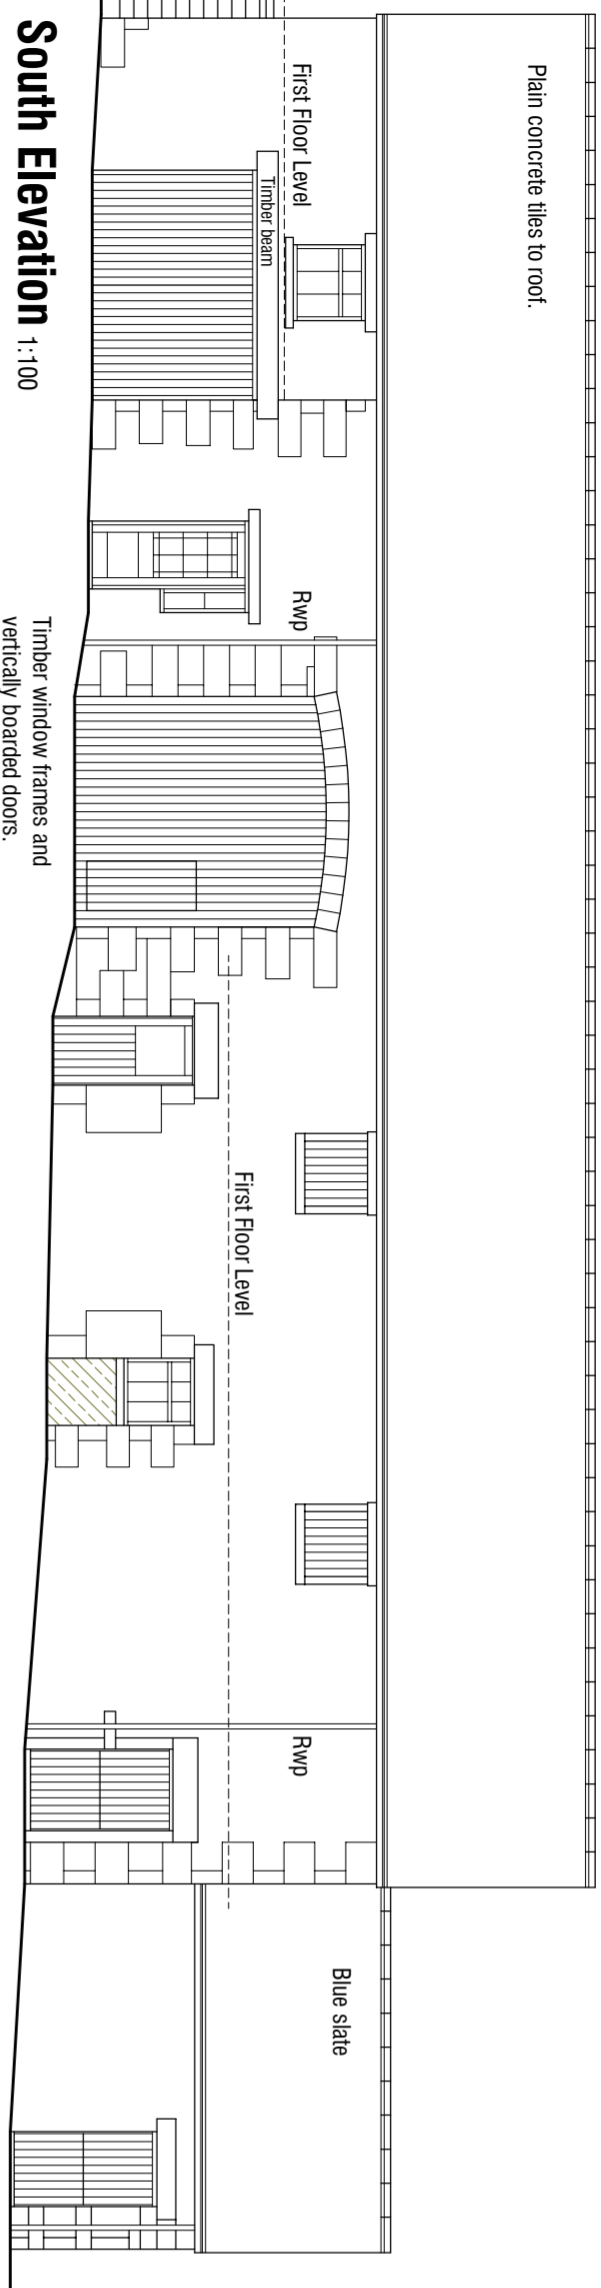 Plain concrete tiles to roof.
First Floor Level
Timber beam
Rwp
First Floor Level
Rwp
Blue slate
South Elevation 1:100
Timber window frames and
vertically boarded doors.